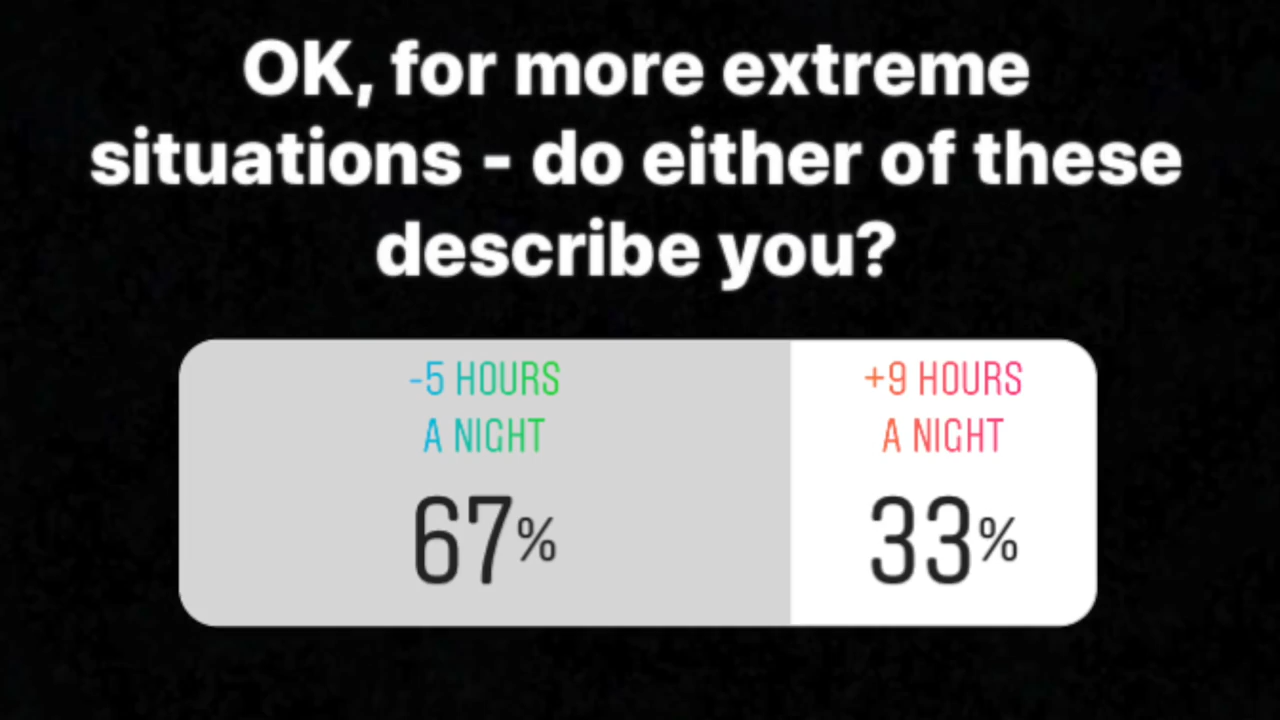 OK, for more extreme
situations - do either of these
describe you?
-5 HOURS
A NIGHT
67%
+9 HOURS
A NIGHT
33%